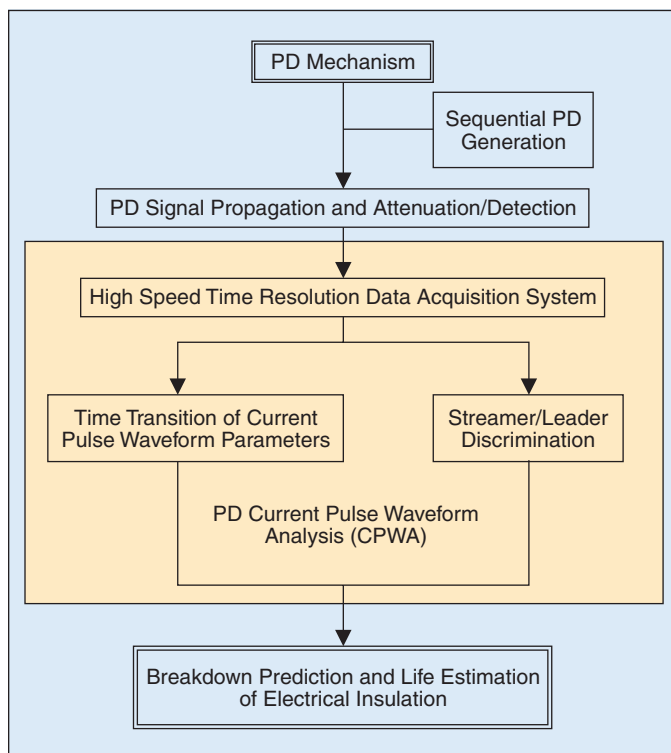 PD Mechanism
Sequential PD
Generation
PD Signal Propagation and Attenuation/Detection
High Speed Time Resolution Data Acquisition System
Time Transition of Current
Pulse Waveform Parameters
Streamer/Leader
Discrimination
PD Current Pulse Waveform
Analysis (CPWA)
Breakdown Prediction and Life Estimation
of Electrical Insulation